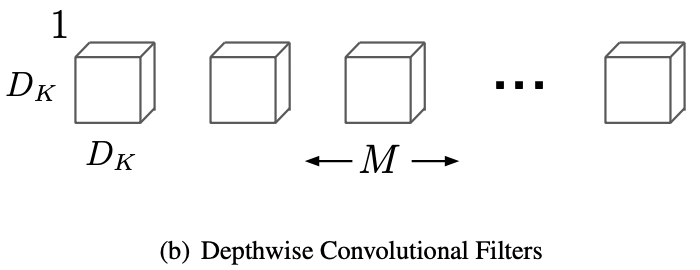 1
D_K
D_K
← M →
...
(b) Depthwise Convolutional Filters